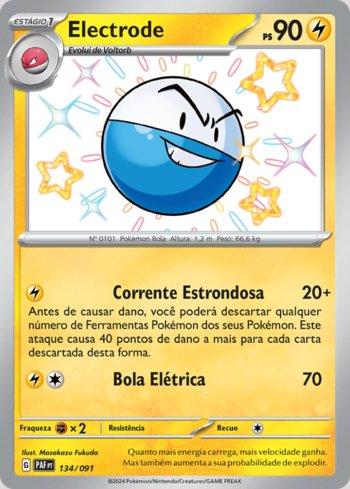 ESTÁGIO 1
Electrode
PS 90
Evolui de Voltorb
Nº 0101 Pokémon Bola Altura: 1,2 m Peso: 66,6 kg
Corrente Estrondosa 20+
Antes de causar dano, você poderá descartar qualquer
número de Ferramentas Pokémon dos seus Pokémon. Este
ataque causa 40 pontos de dano a mais para cada carta
descartada desta forma.
Bola Elétrica 70
Fraqueza ×2 Resistência Recuo
Ilust. Masakazu Fukuda
G PAF PT 134/091
Quanto mais energia carrega, mais velocidade ganha.
Mas também aumenta a sua probabilidade de explodir.
©2024 Pokémon/Nintendo/Creatures/GAME FREAK